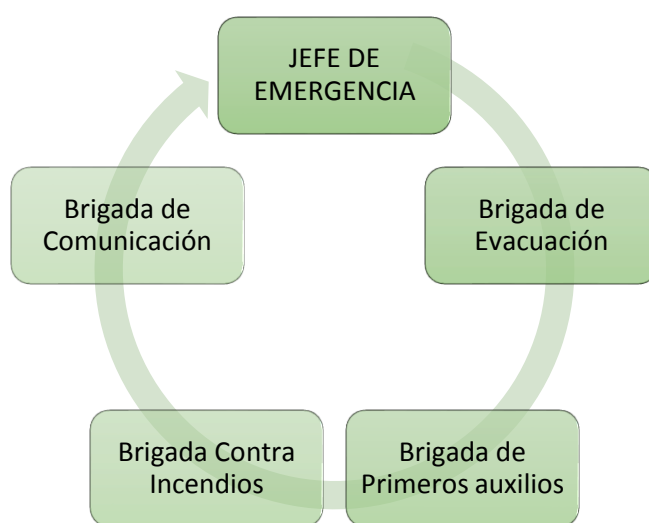 JEFE DE
EMERGENCIA
Brigada de
Evacuación
Brigada de
Primeros auxilios
Brigada Contra
Incendios
Brigada de
Comunicación